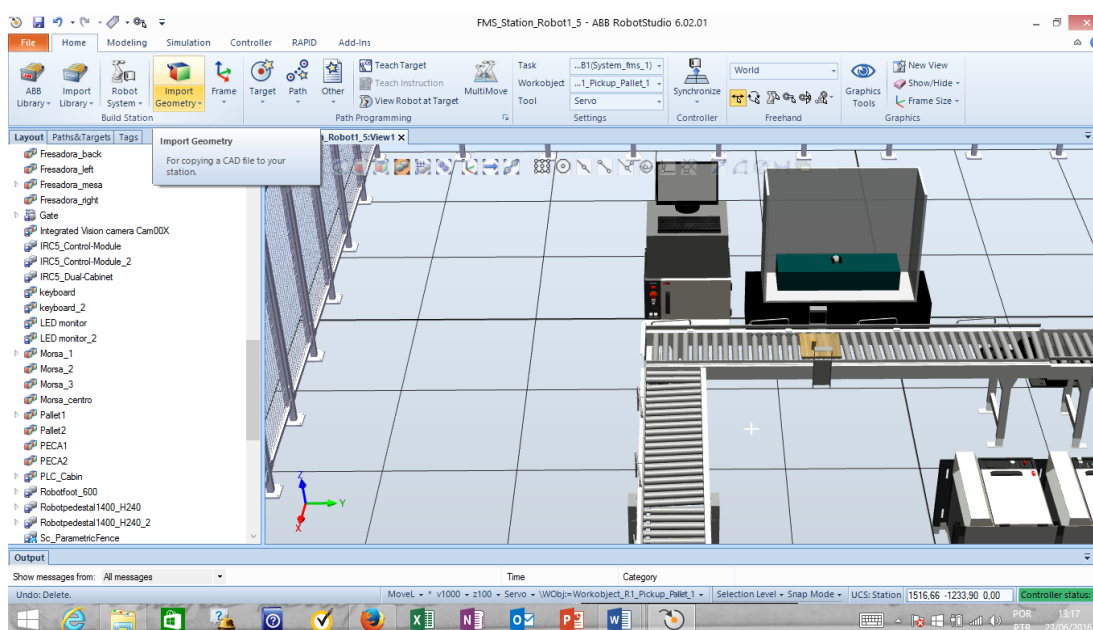 FMS_Station_Robot1_5 - ABB RobotStudio 6.02.01
File Home Modeling Simulation Controller RAPID Add-Ins
ABB Library
Import Library
Robot System
Import Geometry
Frame
Target
Path
Other
Teach Target
Teach Instruction
View Robot at Target
MultiMove
Task ...B1(System_fms_1)
Workobject ...1_Pickup_Pallet_1
Tool Servo
Synchronize
World
Graphics Tools
New View
Show/Hide
Frame Size
Build Station Path Programming Settings Controller Freehand Graphics
Layout Paths&Targets Tags
_Robot1_5:View1 X
Import Geometry
For copying a CAD file to your
station.
Fresadora_back
Fresadora_left
Fresadora_mesa
Fresadora_right
Gate
Integrated Vision camera Cam00X
IRC5_Control-Module
IRC5_Control-Module_2
IRC5_Dual-Cabinet
keyboard
keyboard_2
LED monitor
LED monitor_2
Morsa_1
Morsa_2
Morsa_3
Morsa_centro
Pallet1
Pallet2
PECA1
PECA2
PLC_Cabin
Robotfoot_600
Robotpedestal1400_H240
Robotpedestal1400_H240_2
Sc_ParametricFence
Z
Y
X
Output
Show messages from: All messages Time Category
Undo: Delete. MoveL * v1000 z100 Servo \WObj:=Workobject_R1_Pickup_Pallet_1 Selection Level Snap Mode UCS: Station 1516,66 -1233,90 0,00 Controller status:
POR 13:17
PTB 23/06/2016